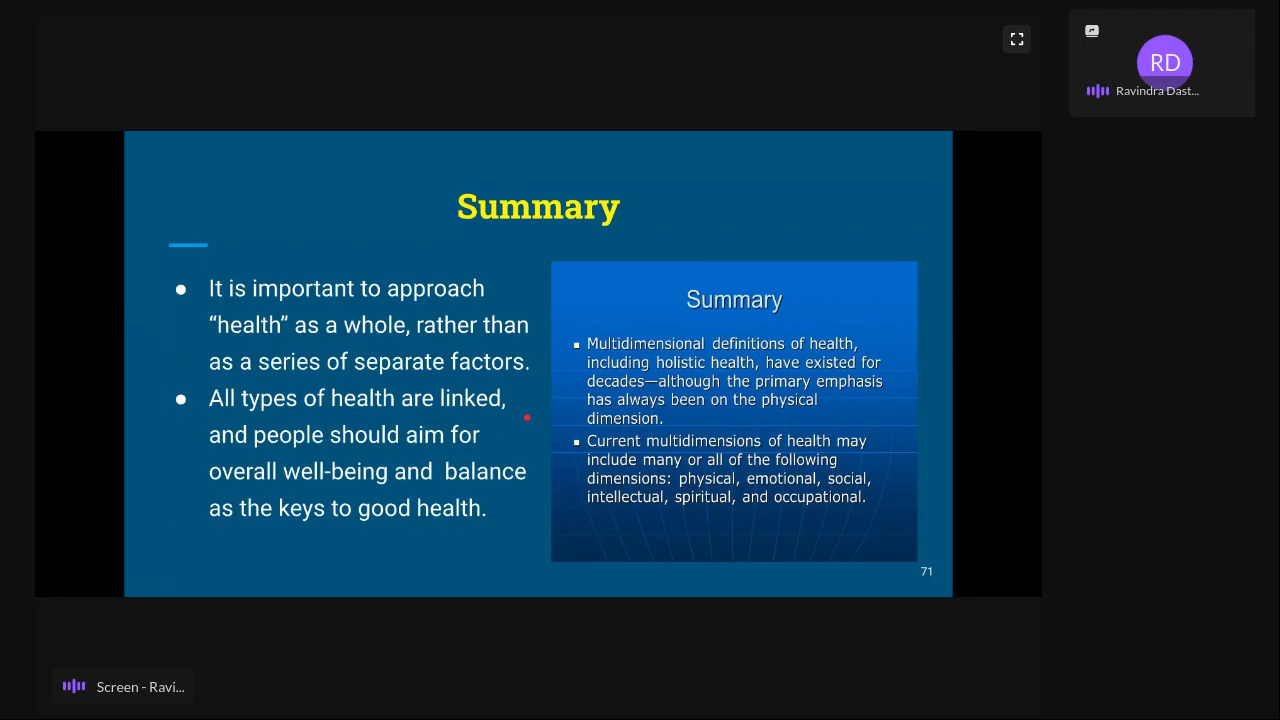 RD
Ravindra Dast...
Summary
● It is important to approach
“health” as a whole, rather than
as a series of separate factors.
● All types of health are linked,
and people should aim for
overall well-being and  balance
as the keys to good health.
Summary
▪ Multidimensional definitions of health,
including holistic health, have existed for
decades—although the primary emphasis
has always been on the physical
dimension.
▪ Current multidimensions of health may
include many or all of the following
dimensions: physical, emotional, social,
intellectual, spiritual, and occupational.
71
Screen - Ravi...